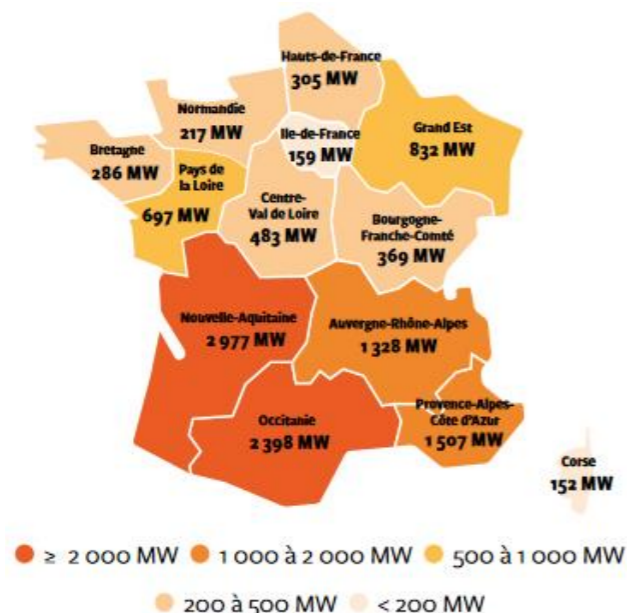 Hauts-de-France
305 MW
Normandie
217 MW
Ile-de-France
159 MW
Grand Est
832 MW
Bretagne
286 MW
Pays de
la Loire
697 MW
Centre-
Val de Loire
483 MW
Bourgogne-
Franche-Comté
369 MW
Nouvelle-Aquitaine
2 977 MW
Auvergne-Rhône-Alpes
1 328 MW
Occitanie
2 398 MW
Provence-Alpes-
Côte d'Azur
1 507 MW
Corse
152 MW
≥ 2 000 MW
1 000 à 2 000 MW
500 à 1 000 MW
200 à 500 MW
< 200 MW